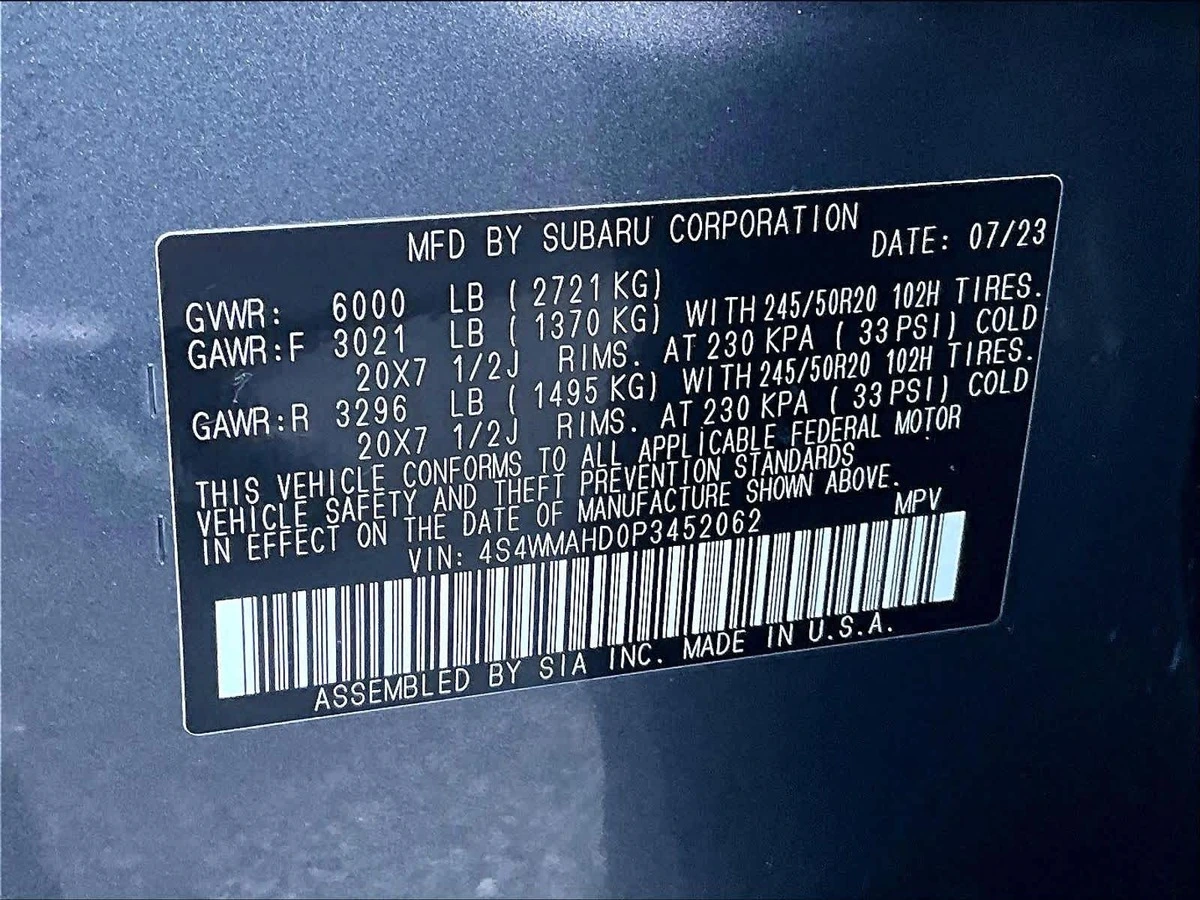 MFD BY SUBARU CORPORATION DATE: 07/23
GVWR: 6000 LB ( 2721 KG)
GAWR:F 3021 LB ( 1370 KG) WITH 245/50R20 102H TIRES.
20X7 1/2J RIMS. AT 230 KPA ( 33 PSI) COLD
GAWR:R 3296 LB ( 1495 KG) WITH 245/50R20 102H TIRES.
20X7 1/2J RIMS. AT 230 KPA ( 33 PSI) COLD
THIS VEHICLE CONFORMS TO ALL APPLICABLE FEDERAL MOTOR
VEHICLE SAFETY AND THEFT PREVENTION STANDARDS
IN EFFECT ON THE DATE OF MANUFACTURE SHOWN ABOVE.
VIN: 4S4WMAHD0P3452062 MPV
ASSEMBLED BY SIA INC. MADE IN U.S.A.